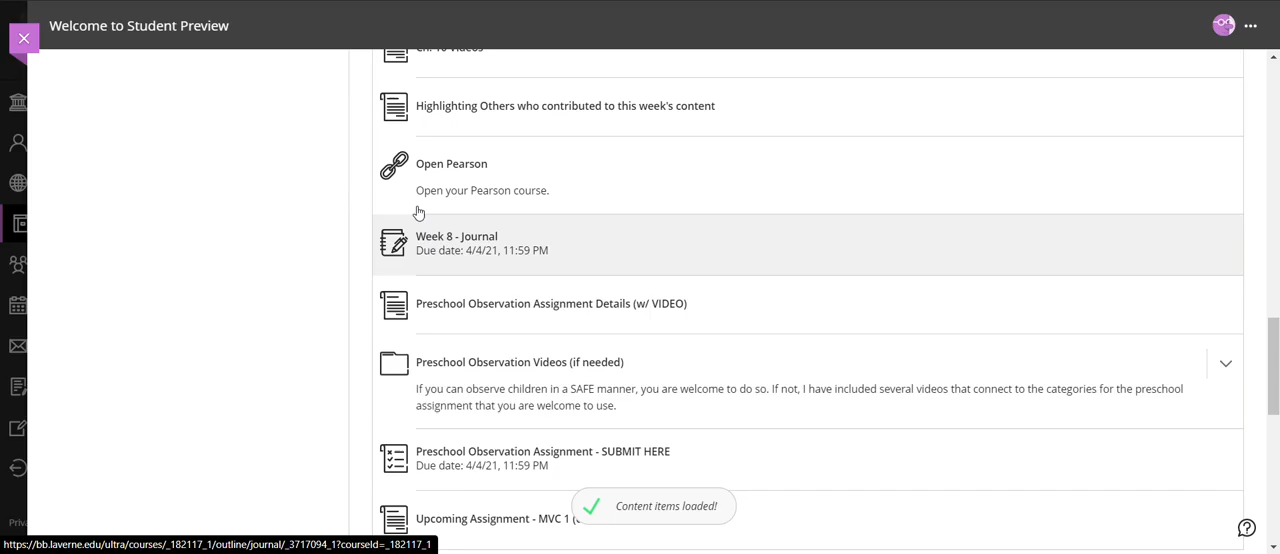 Welcome to Student Preview
Ch. 10 Videos
Highlighting Others who contributed to this week's content
Open Pearson
Open your Pearson course.
Week 8 - Journal
Due date: 4/4/21, 11:59 PM
Preschool Observation Assignment Details (w/ VIDEO)
Preschool Observation Videos (if needed)
If you can observe children in a SAFE manner, you are welcome to do so. If not, I have included several videos that connect to the categories for the preschool
assignment that you are welcome to use.
Preschool Observation Assignment - SUBMIT HERE
Due date: 4/4/21, 11:59 PM
Content items loaded!
Upcoming Assignment - MVC 1
Priva
https://bb.laverne.edu/ultra/courses/_182117_1/outline/journal/_3717094_1?courseId=_182117_1